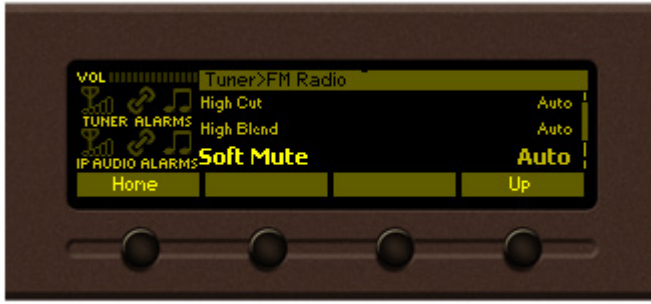 VOL
Tuner>FM Radio
High Cut Auto
TUNER ALARMS
High Blend Auto
IP AUDIO ALARMS
Soft Mute Auto
Home Up